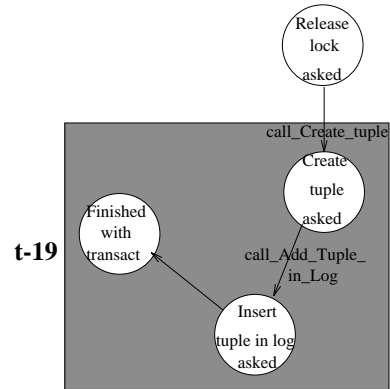 Release
lock
asked
call_Create_tuple
Create
tuple
asked
Finished
with
transact
t-19
call_Add_Tuple_
in_Log
Insert
tuple in log
asked